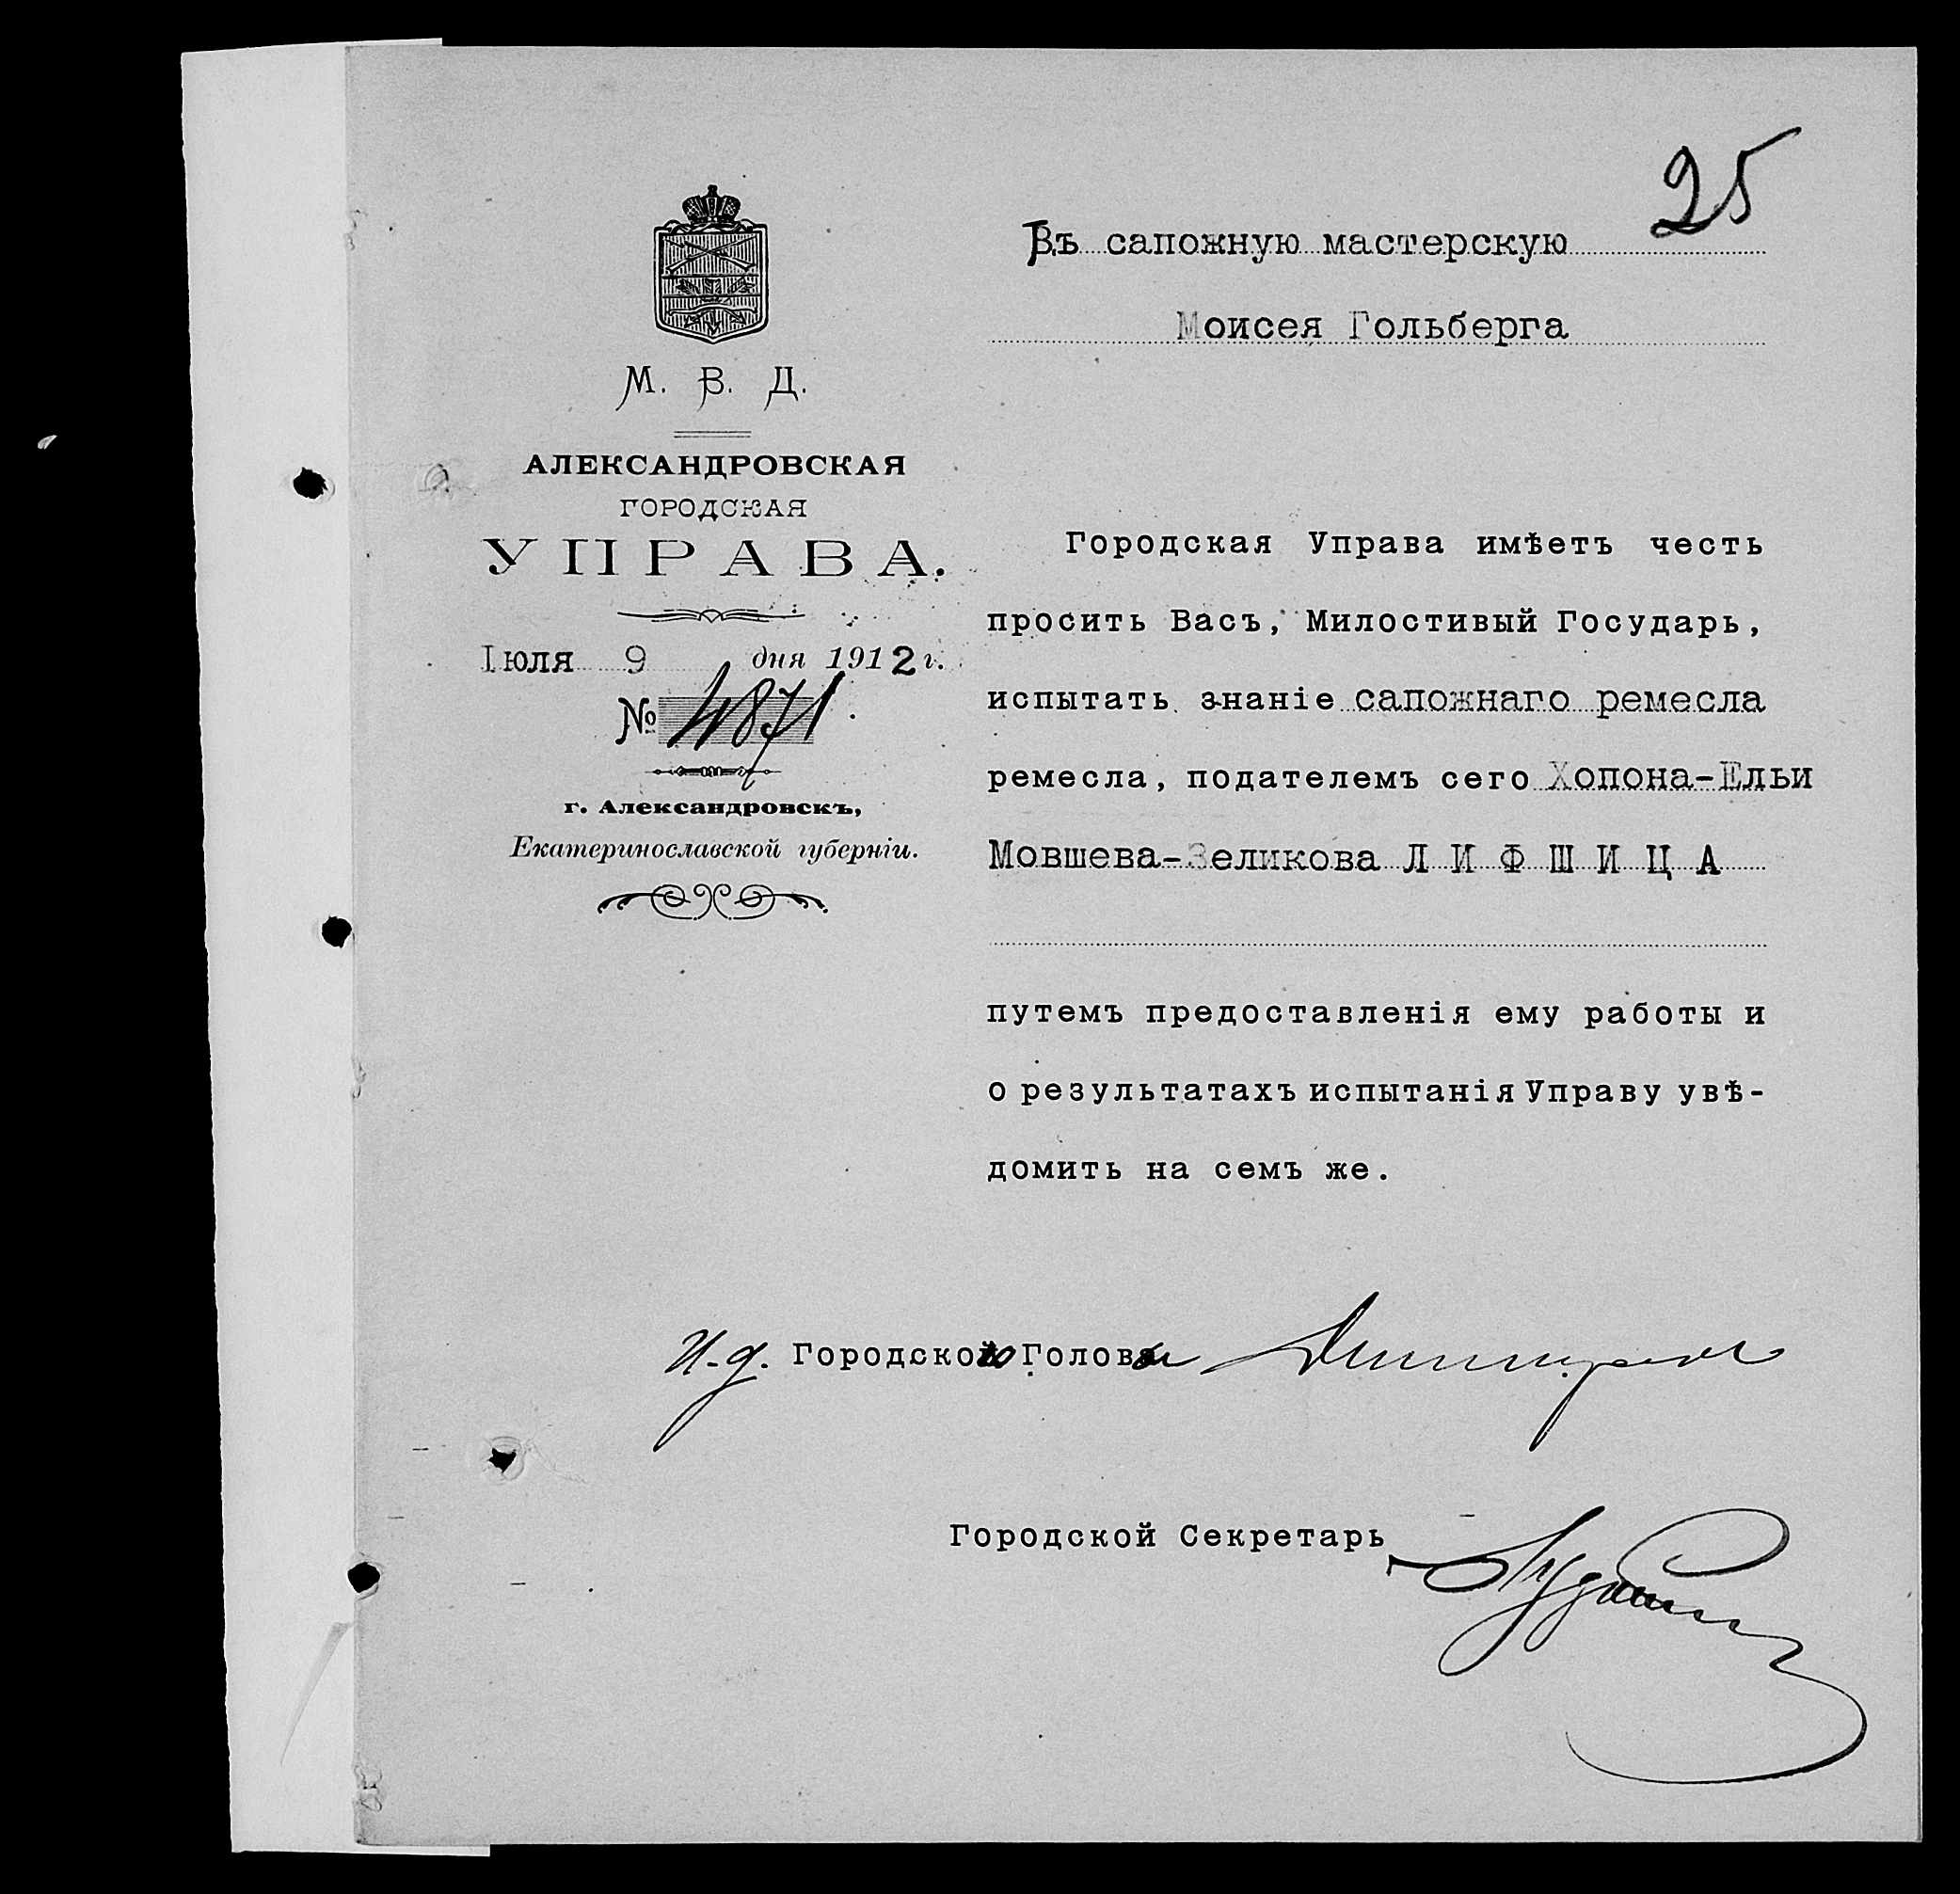 25
М. В. Д.
АЛЕКСАНДРОВСКАЯ
ГОРОДСКАЯ
УПРАВА.
Іюля 9 дня 1912 г.
№ 4871
г. Александровскъ,
Екатеринославской губерніи.
Въ сапожную мастерскую
Моисея Гольберга
Городская Управа имѣетъ честь
просить Васъ, Милостивый Государь,
испытать знаніе сапожнаго ремесла
ремесла, подателемъ сего Хопона-Ельи
Мовшева-Зеликова ЛИФШИЦА
путемъ предоставленія ему работы и
о результатахъ испытанія Управу увѣ-
домить на семъ же.
И.д. Городского Головы
Городской Секретарь